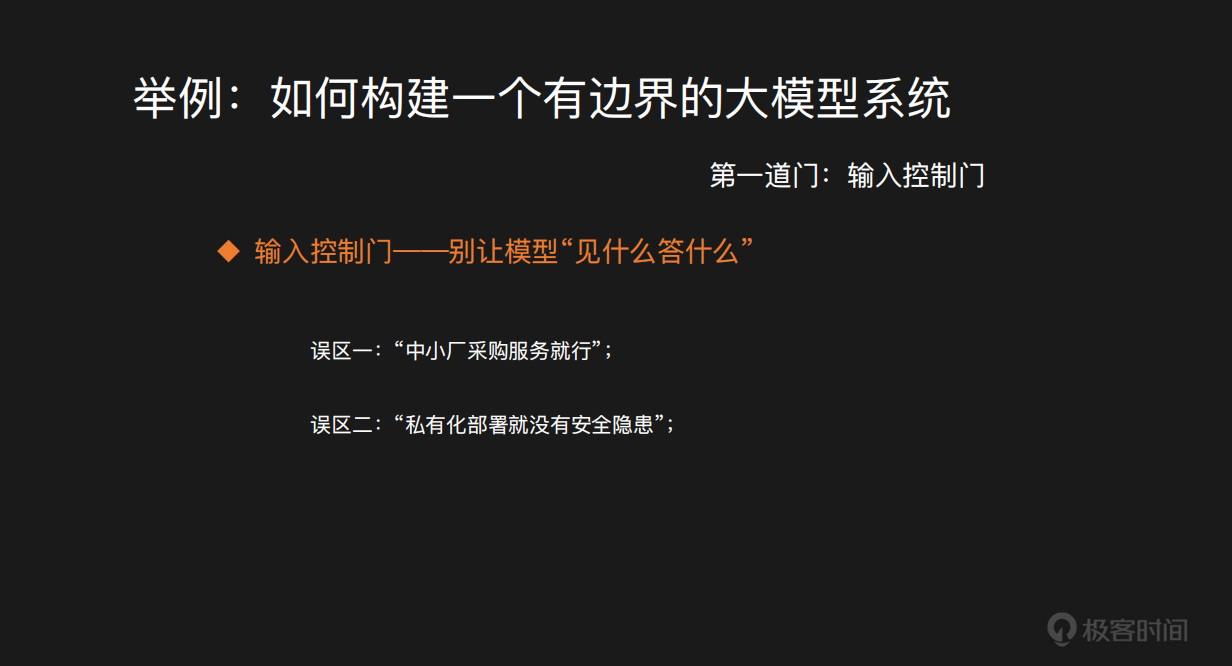 举例：如何构建一个有边界的大模型系统
第一道门：输入控制门
◆ 输入控制门——别让模型“见什么答什么”
误区一：“中小厂采购服务就行”；
误区二：“私有化部署就没有安全隐患”；
极客时间